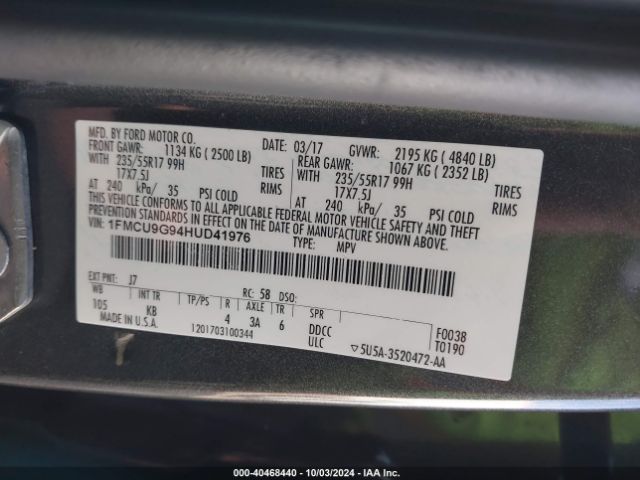 MFD. BY FORD MOTOR CO.
DATE: 03/17 GVWR: 2195 KG ( 4840 LB)
FRONT GAWR: 1134 KG ( 2500 LB) REAR GAWR: 1067 KG ( 2352 LB)
WITH 235/55R17 99H TIRES WITH 235/55R17 99H TIRES
17X7.5J RIMS 17X7.5J RIMS
AT 240 kPa/ 35 PSI COLD AT 240 kPa/ 35 PSI COLD
THIS VEHICLE CONFORMS TO ALL APPLICABLE FEDERAL MOTOR VEHICLE SAFETY AND THEFT
PREVENTION STANDARDS IN EFFECT ON THE DATE OF MANUFACTURE SHOWN ABOVE.
VIN: 1FMCU9G94HUD41976
TYPE: MPV
EXT PNT: J7 RC: 58 DSO:
WB INT TR TP/PS R AXLE TR SPR
105 KB 4 3A 6 DDCC F0038
MADE IN U.S.A. 1201703100344 ULC T0190
▽5U5A-3520472-AA
000-40468440 - 10/03/2024 - IAA Inc.